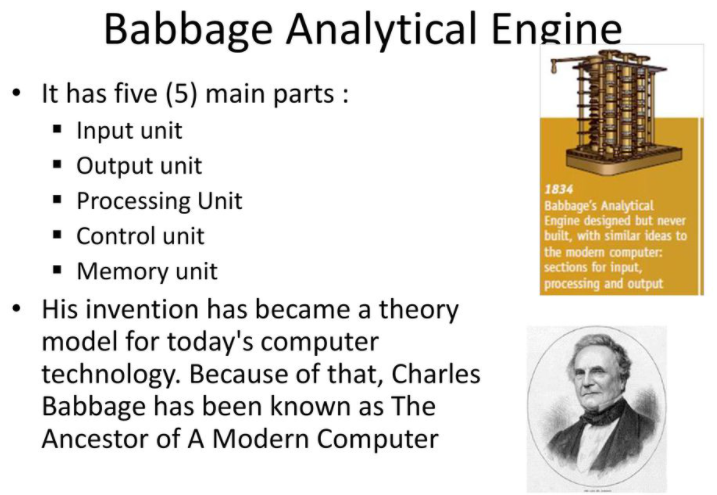 Babbage Analytical Engine
• It has five (5) main parts :
▪ Input unit
▪ Output unit
▪ Processing Unit
▪ Control unit
▪ Memory unit
• His invention has became a theory
model for today's computer
technology. Because of that, Charles
Babbage has been known as The
Ancestor of A Modern Computer
1834
Babbage's Analytical
Engine designed but never
built, with similar ideas to
the modern computer:
sections for input,
processing and output